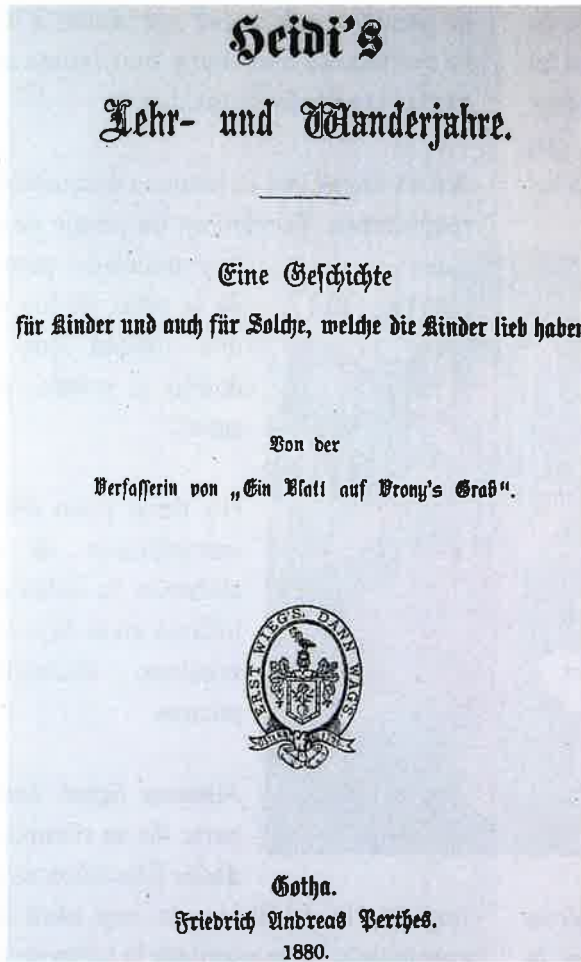 Heidi's
Lehr- und Wanderjahre.
Eine Geschichte
für Kinder und auch für Solche, welche die Kinder lieb haben
Von der
Verfasserin von „Ein Blatt auf Vrony's Grab“.
ERST WIEG'S, DANN WAG'S.
Gotha.
Friedrich Andreas Perthes.
1880.